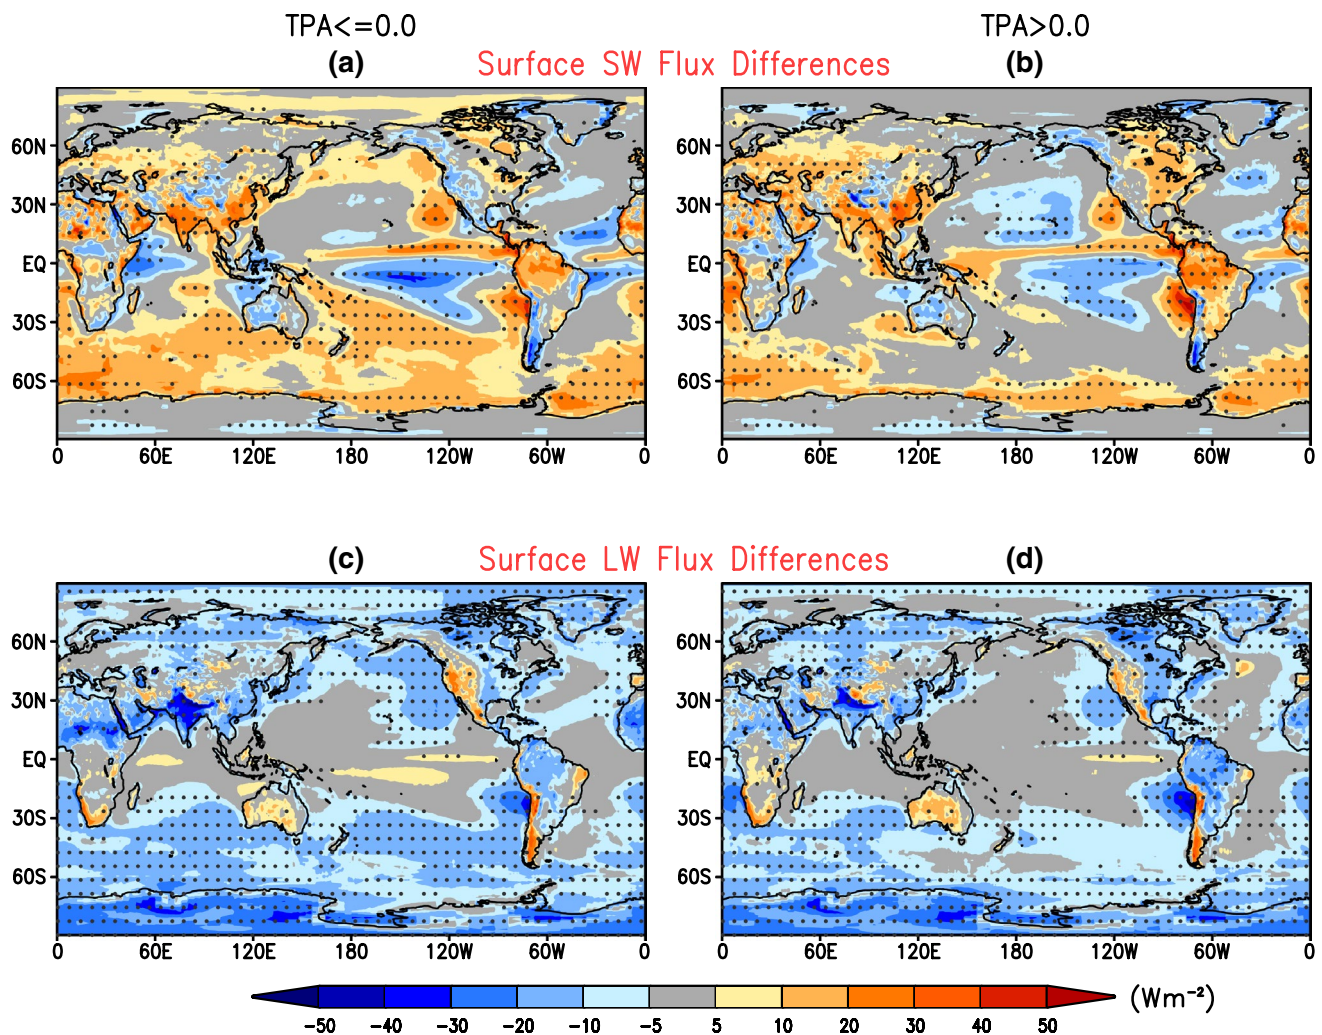 TPA<=0.0 TPA>0.0
(a) Surface SW Flux Differences (b)
60N 60N
30N 30N
EQ EQ
30S 30S
60S 60S
0 60E 120E 180 120W 60W 0 0 60E 120E 180 120W 60W 0
(c) Surface LW Flux Differences (d)
60N 60N
30N 30N
EQ EQ
30S 30S
60S 60S
0 60E 120E 180 120W 60W 0 0 60E 120E 180 120W 60W 0
(Wm⁻²)
-50 -40 -30 -20 -10 -5 5 10 20 30 40 50